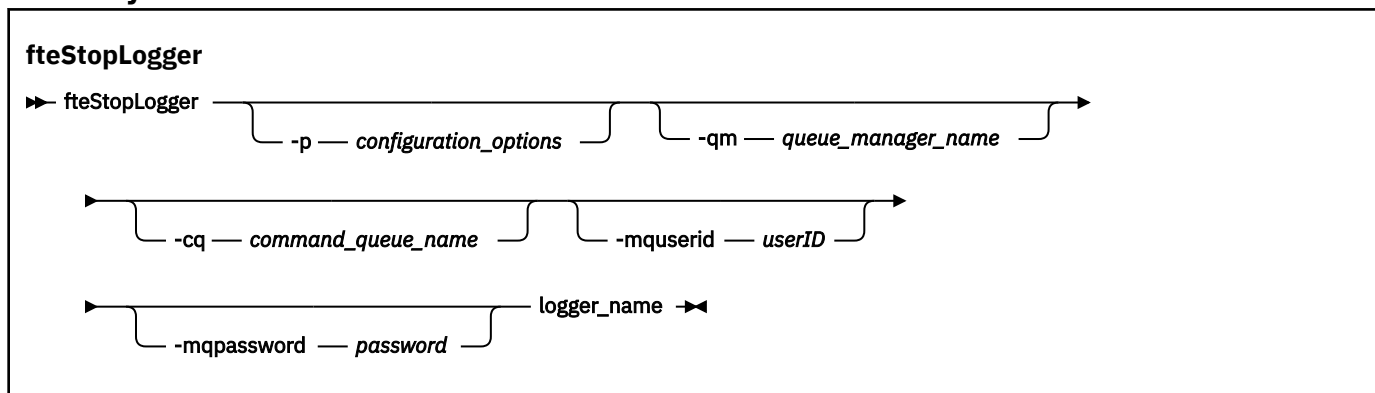 fteStopLogger
fteStopLogger
-p configuration_options -qm queue_manager_name
-cq command_queue_name -mquserid userID
logger_name
-mqpassword password